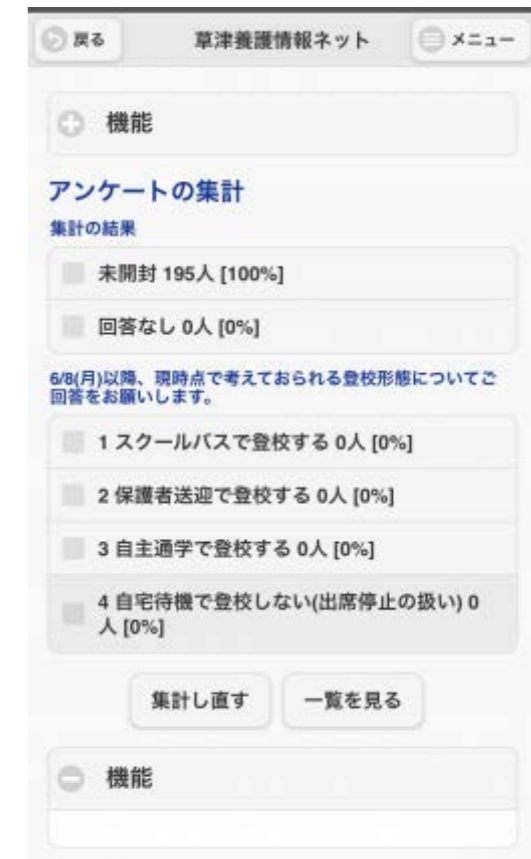 戻る
草津養護情報ネット
メニュー
機能
アンケートの集計
集計の結果
未開封 195人 [100%]
回答なし 0人 [0%]
6/8(月)以降、現時点で考えておられる登校形態についてご
回答をお願いします。
1 スクールバスで登校する 0人 [0%]
2 保護者送迎で登校する 0人 [0%]
3 自主通学で登校する 0人 [0%]
4 自宅待機で登校しない(出席停止の扱い) 0
人 [0%]
集計し直す
一覧を見る
機能